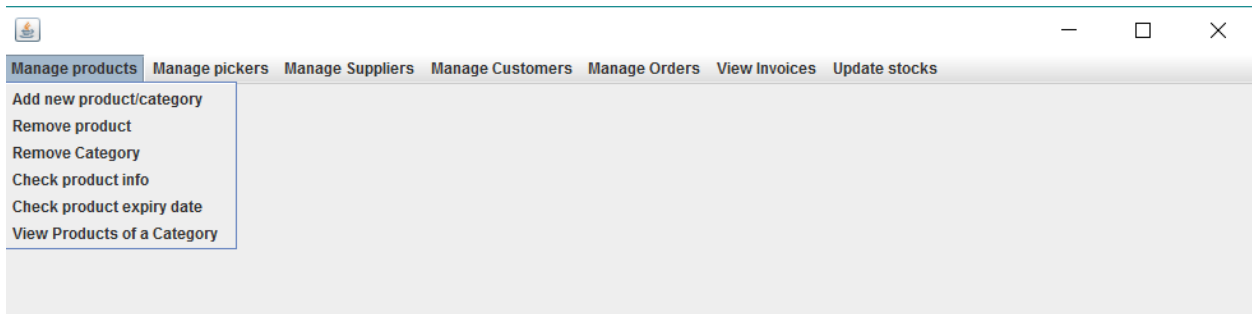 Manage products Manage pickers Manage Suppliers Manage Customers Manage Orders View Invoices Update stocks
Add new product/category
Remove product
Remove Category
Check product info
Check product expiry date
View Products of a Category